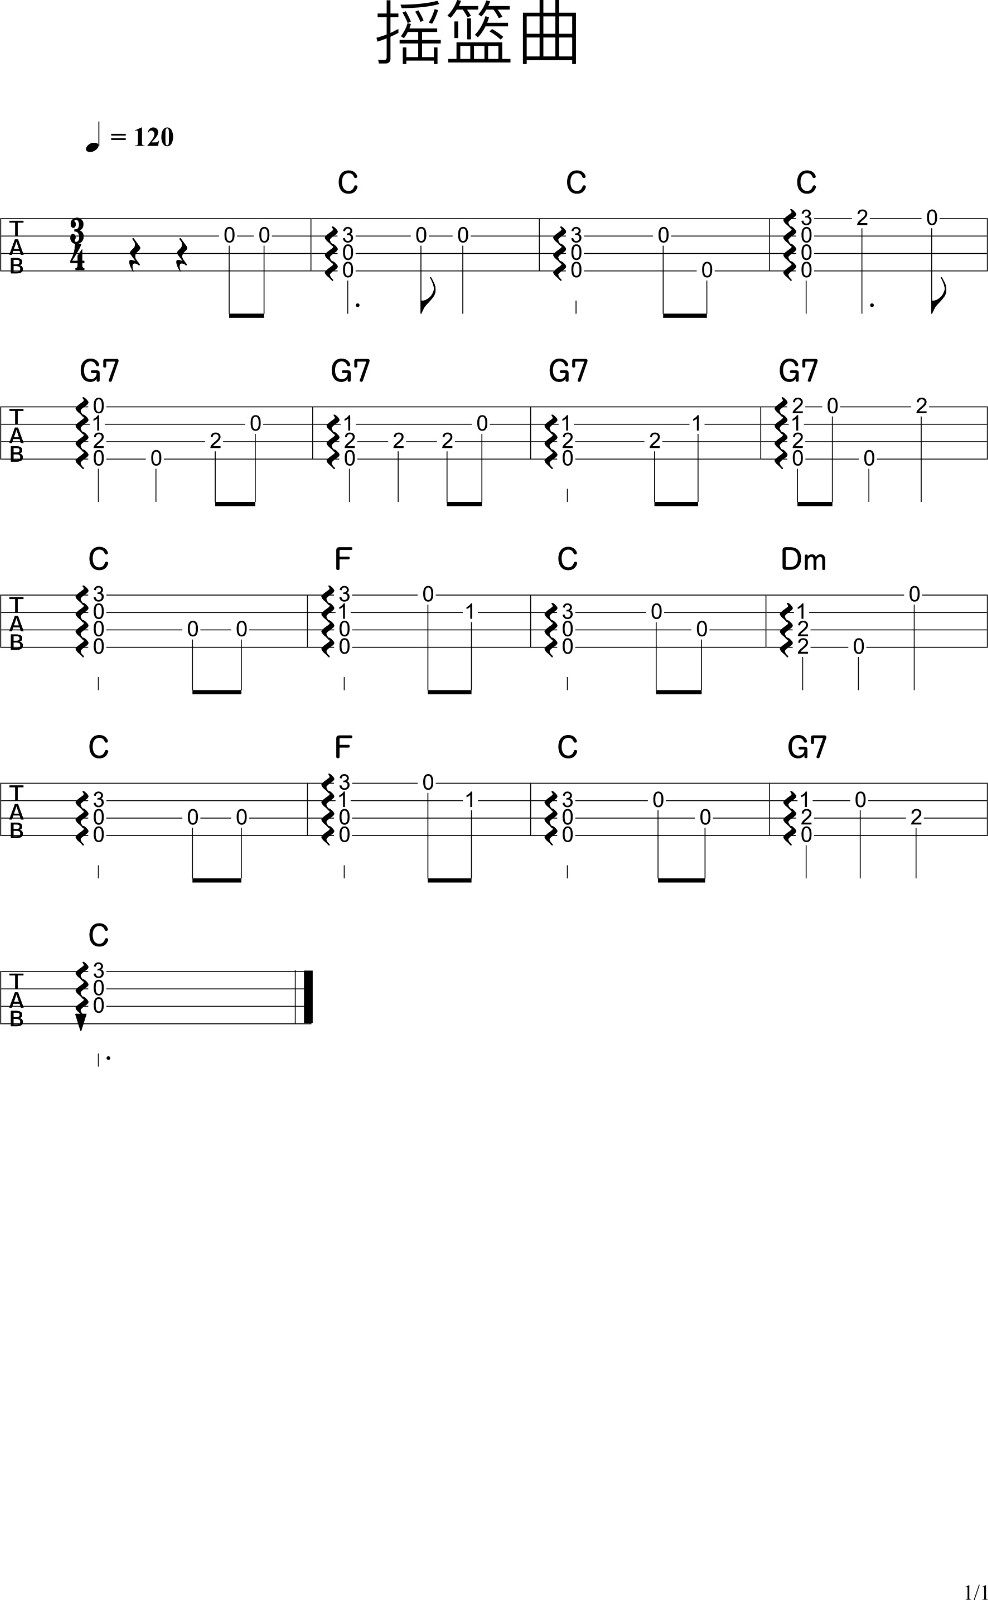 摇篮曲
= 120
C C C
T A B 3/4 0 0 3 0 0 0 0 3 0 0 0 0 3 0 0 0 2 0
G7 G7 G7 G7
T A B 0 1 2 0 0 2 0 1 2 0 2 2 0 1 2 0 2 1 2 1 2 0 0 0 2
C F C Dm
T A B 3 0 0 0 0 0 3 1 0 0 0 1 3 0 0 0 0 1 2 2 0 0
C F C G7
T A B 3 0 0 0 0 3 1 0 0 0 1 3 0 0 0 0 1 2 0 0 2
C
T A B 3 0 0
1/1